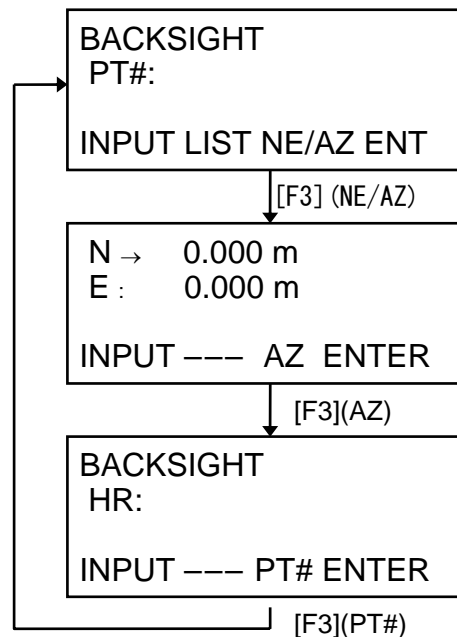 BACKSIGHT
PT#:
INPUT LIST NE/AZ ENT
[F3](NE/AZ)
N → 0.000 m
E : 0.000 m
INPUT ––– AZ ENTER
[F3](AZ)
BACKSIGHT
HR:
INPUT ––– PT# ENTER
[F3](PT#)